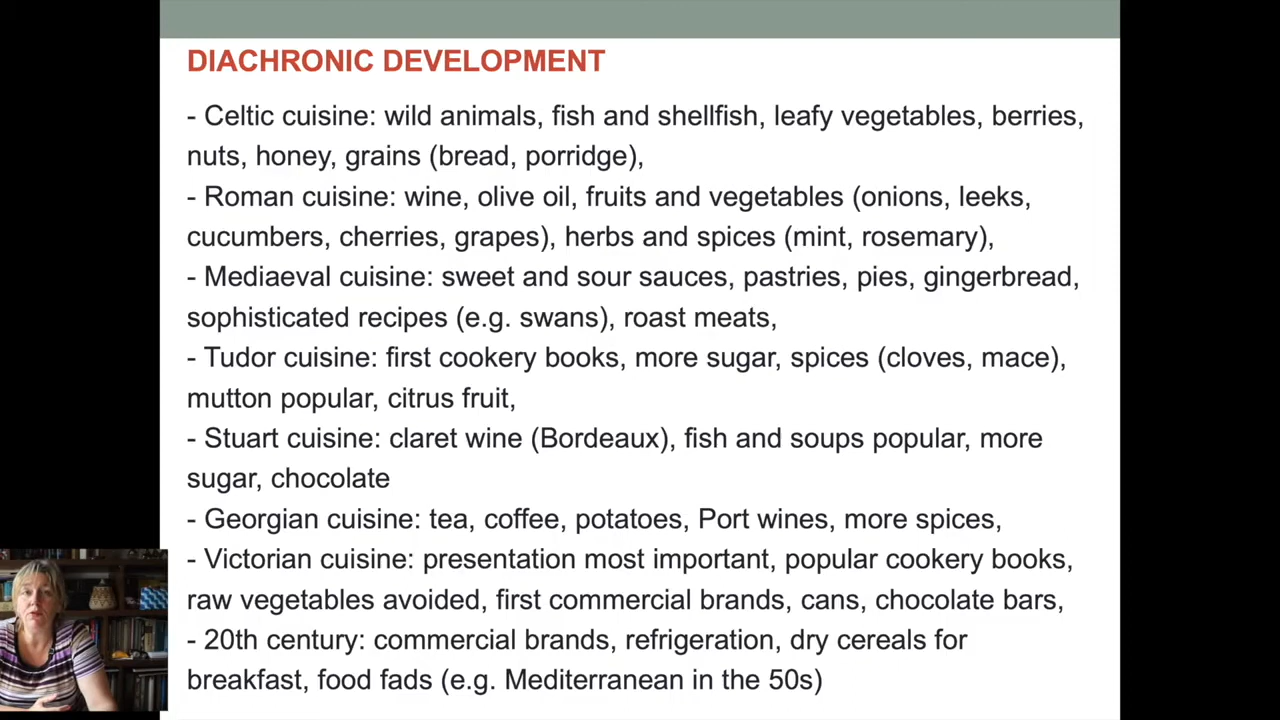 DIACHRONIC DEVELOPMENT
- Celtic cuisine: wild animals, fish and shellfish, leafy vegetables, berries,
nuts, honey, grains (bread, porridge),
- Roman cuisine: wine, olive oil, fruits and vegetables (onions, leeks,
cucumbers, cherries, grapes), herbs and spices (mint, rosemary),
- Mediaeval cuisine: sweet and sour sauces, pastries, pies, gingerbread,
sophisticated recipes (e.g. swans), roast meats,
- Tudor cuisine: first cookery books, more sugar, spices (cloves, mace),
mutton popular, citrus fruit,
- Stuart cuisine: claret wine (Bordeaux), fish and soups popular, more
sugar, chocolate
- Georgian cuisine: tea, coffee, potatoes, Port wines, more spices,
- Victorian cuisine: presentation most important, popular cookery books,
raw vegetables avoided, first commercial brands, cans, chocolate bars,
- 20th century: commercial brands, refrigeration, dry cereals for
breakfast, food fads (e.g. Mediterranean in the 50s)